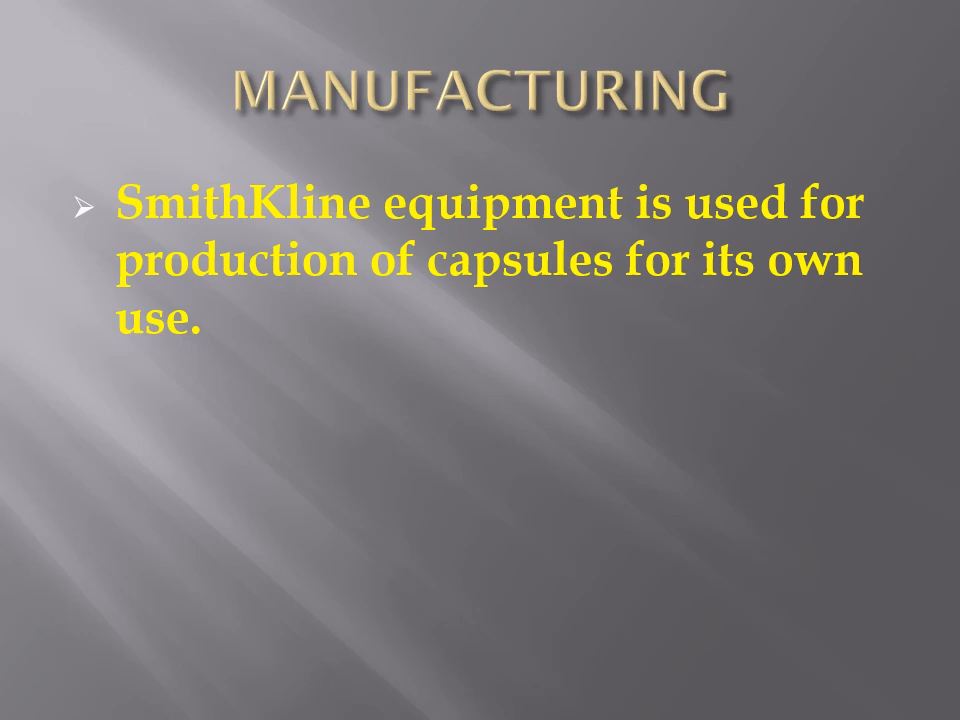 MANUFACTURING
SmithKline equipment is used for
production of capsules for its own
use.